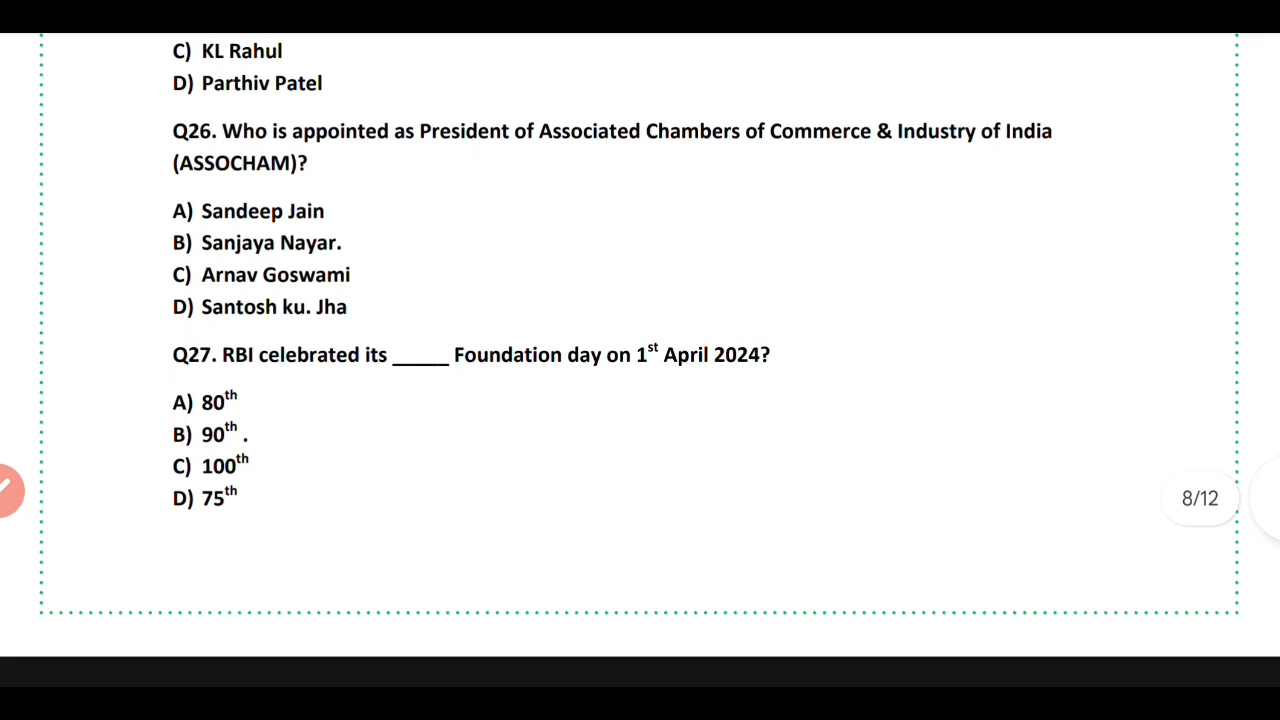 C) KL Rahul
D) Parthiv Patel
Q26. Who is appointed as President of Associated Chambers of Commerce & Industry of India
(ASSOCHAM)?
A) Sandeep Jain
B) Sanjaya Nayar.
C) Arnav Goswami
D) Santosh ku. Jha
Q27. RBI celebrated its _____ Foundation day on 1st April 2024?
A) 80th
B) 90th .
C) 100th
D) 75th
8/12